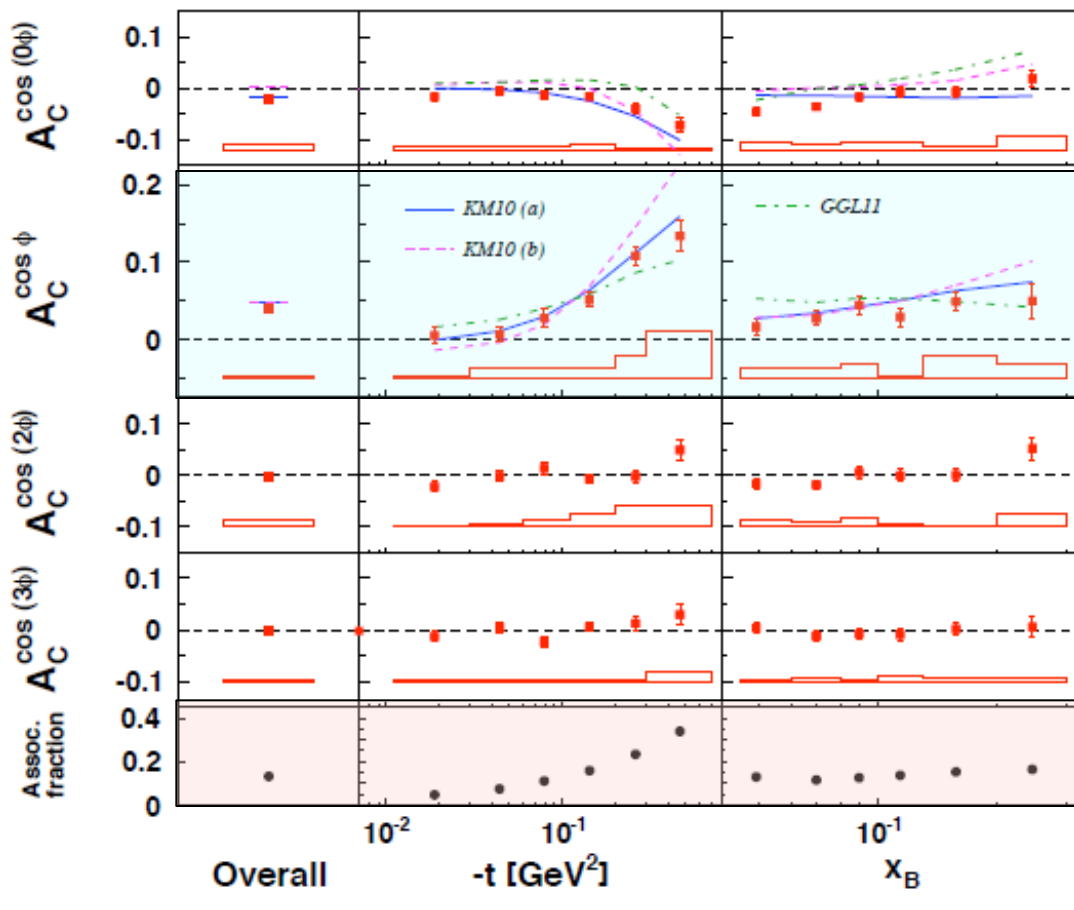 A_C^cos (0ϕ)
0.1
0
-0.1
A_C^cos ϕ
0.2
0.1
0
KM10 (a)
KM10 (b)
GGL11
A_C^cos (2ϕ)
0.1
0
-0.1
A_C^cos (3ϕ)
0.1
0
-0.1
Assoc.
fraction
0.4
0.2
0
10^-2
10^-1
10^-1
Overall
-t [GeV^2]
x_B